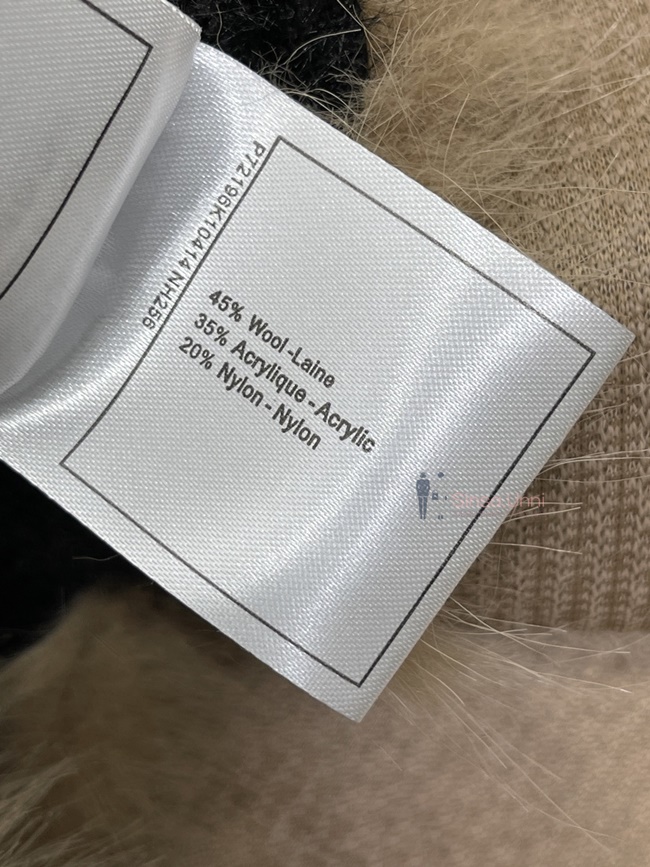 P72196K10414 NH256
45% Wool -Laine
35% Acrylique - Acrylic
20% Nylon - Nylon